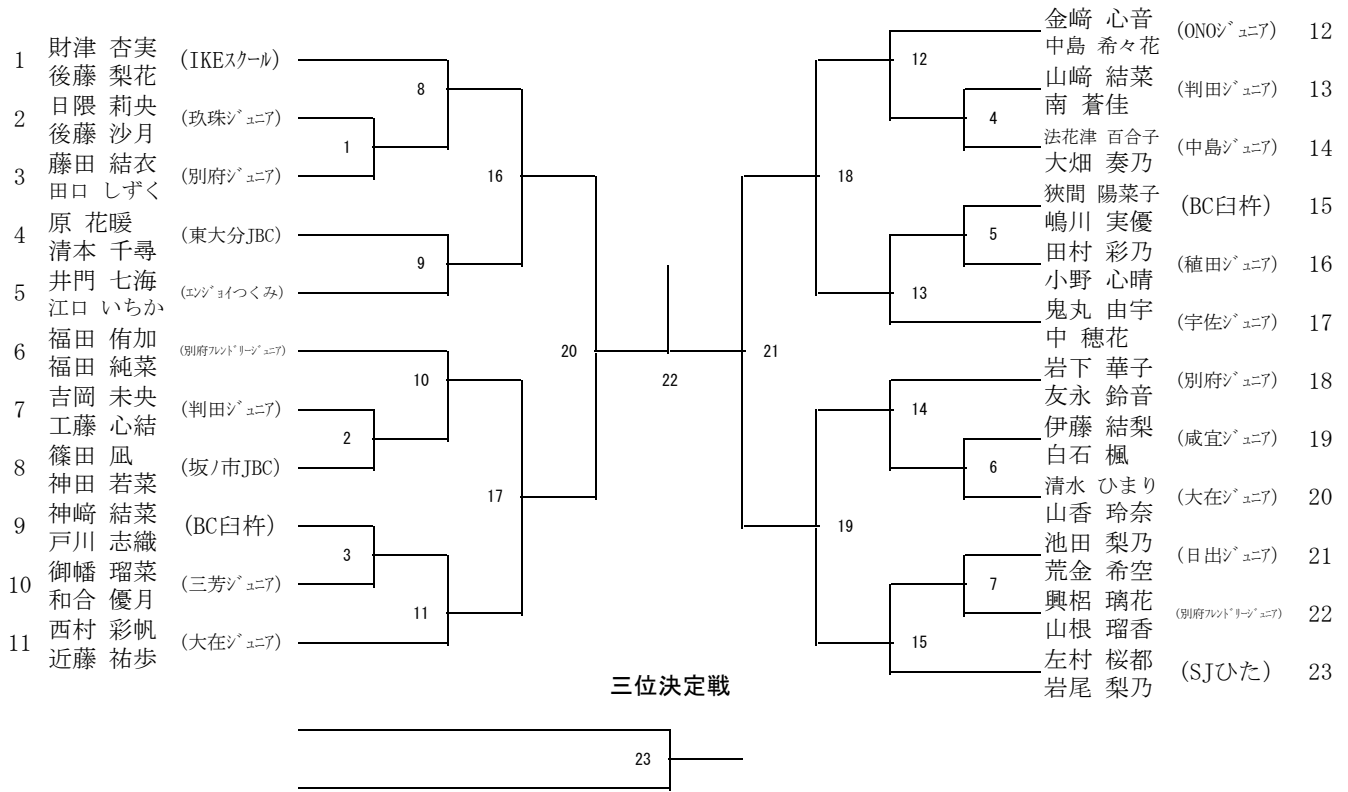 1 財津 杏実 (IKEスクール)
後藤 梨花
2 日隈 莉央 (玖珠ジュニア)
後藤 沙月
3 藤田 結衣 (別府ジュニア)
田口 しずく
4 原 花暖 (東大分JBC)
清本 千尋
5 井門 七海 (エンジョイつくみ)
江口 いちか
6 福田 侑加 (別府フレンドリージュニア)
福田 純菜
7 吉岡 未央 (判田ジュニア)
工藤 心結
8 篠田 凪 (坂ノ市JBC)
神田 若菜
9 神﨑 結菜 (BC臼杵)
戸川 志織
10 御幡 瑠菜 (三芳ジュニア)
和合 優月
11 西村 彩帆 (大在ジュニア)
近藤 祐歩
8
1
16
9
20
10
2
17
3
11
22
12
4
18
5
13
21
14
6
19
7
15
金﨑 心音 (ONOジュニア) 12
中島 希々花
山﨑 結菜 (判田ジュニア) 13
南 蒼佳
法花津 百合子 (中島ジュニア) 14
大畑 奏乃
狹間 陽菜子 (BC臼杵) 15
嶋川 実優
田村 彩乃 (稙田ジュニア) 16
小野 心晴
鬼丸 由宇 (宇佐ジュニア) 17
中 穂花
岩下 華子 (別府ジュニア) 18
友永 鈴音
伊藤 結梨 (咸宜ジュニア) 19
白石 楓
清水 ひまり (大在ジュニア) 20
山香 玲奈
池田 梨乃 (日出ジュニア) 21
荒金 希空
興梠 璃花 (別府フレンドリージュニア) 22
山根 瑠香
左村 桜都 (SJひた) 23
岩尾 梨乃
三位決定戦
23